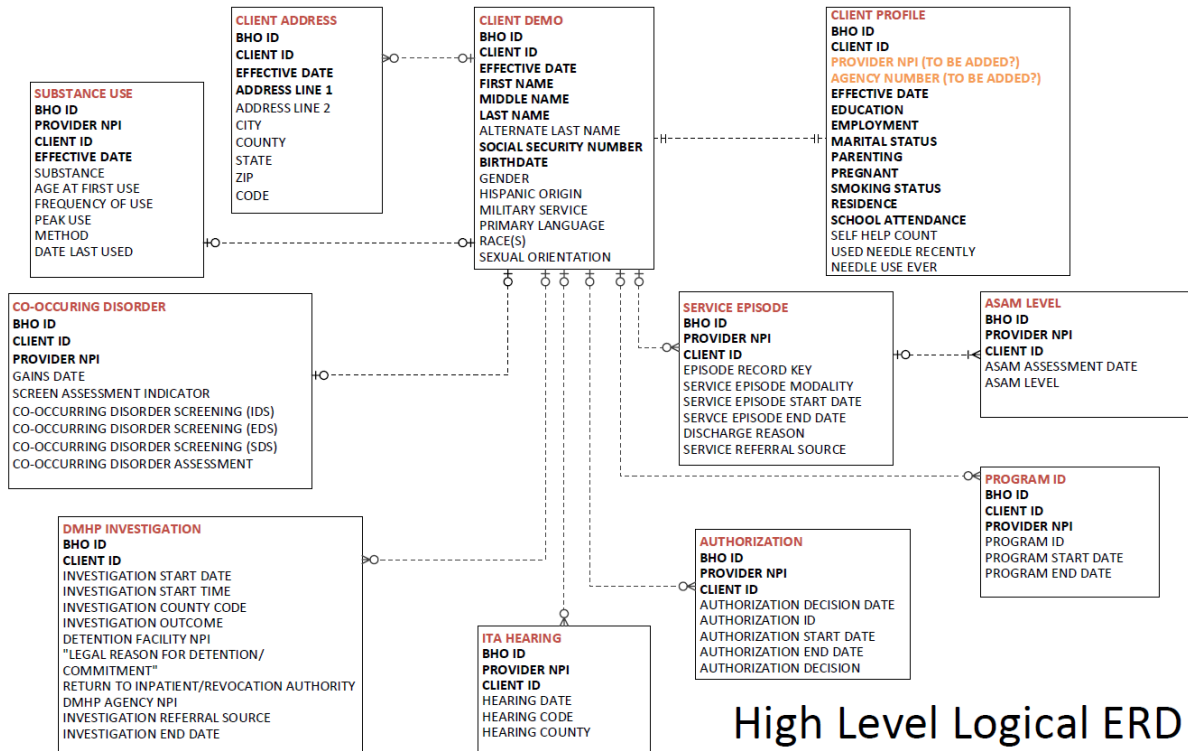 CLIENT ADDRESS
BHO ID
CLIENT ID
EFFECTIVE DATE
ADDRESS LINE 1
ADDRESS LINE 2
CITY
COUNTY
STATE
ZIP
CODE
CLIENT DEMO
BHO ID
CLIENT ID
EFFECTIVE DATE
FIRST NAME
MIDDLE NAME
LAST NAME
ALTERNATE LAST NAME
SOCIAL SECURITY NUMBER
BIRTHDATE
GENDER
HISPANIC ORIGIN
MILITARY SERVICE
PRIMARY LANGUAGE
RACE(S)
SEXUAL ORIENTATION
CLIENT PROFILE
BHO ID
CLIENT ID
PROVIDER NPI (TO BE ADDED?)
AGENCY NUMBER (TO BE ADDED?)
EFFECTIVE DATE
EDUCATION
EMPLOYMENT
MARITAL STATUS
PARENTING
PREGNANT
SMOKING STATUS
RESIDENCE
SCHOOL ATTENDANCE
SELF HELP COUNT
USED NEEDLE RECENTLY
NEEDLE USE EVER
SUBSTANCE USE
BHO ID
PROVIDER NPI
CLIENT ID
EFFECTIVE DATE
SUBSTANCE
AGE AT FIRST USE
FREQUENCY OF USE
PEAK USE
METHOD
DATE LAST USED
CO-OCCURING DISORDER
BHO ID
CLIENT ID
PROVIDER NPI
GAINS DATE
SCREEN ASSESSMENT INDICATOR
CO-OCCURRING DISORDER SCREENING (IDS)
CO-OCCURRING DISORDER SCREENING (EDS)
CO-OCCURRING DISORDER SCREENING (SDS)
CO-OCCURRING DISORDER ASSESSMENT
SERVICE EPISODE
BHO ID
PROVIDER NPI
CLIENT ID
EPISODE RECORD KEY
SERVICE EPISODE MODALITY
SERVICE EPISODE START DATE
SERVCE EPISODE END DATE
DISCHARGE REASON
SERVICE REFERRAL SOURCE
ASAM LEVEL
BHO ID
PROVIDER NPI
CLIENT ID
ASAM ASSESSMENT DATE
ASAM LEVEL
PROGRAM ID
BHO ID
CLIENT ID
PROVIDER NPI
PROGRAM ID
PROGRAM START DATE
PROGRAM END DATE
DMHP INVESTIGATION
BHO ID
CLIENT ID
INVESTIGATION START DATE
INVESTIGATION START TIME
INVESTIGATION COUNTY CODE
INVESTIGATION OUTCOME
DETENTION FACILITY NPI
"LEGAL REASON FOR DETENTION/
COMMITMENT"
RETURN TO INPATIENT/REVOCATION AUTHORITY
DMHP AGENCY NPI
INVESTIGATION REFERRAL SOURCE
INVESTIGATION END DATE
ITA HEARING
BHO ID
PROVIDER NPI
CLIENT ID
HEARING DATE
HEARING CODE
HEARING COUNTY
AUTHORIZATION
BHO ID
PROVIDER NPI
CLIENT ID
AUTHORIZATION DECISION DATE
AUTHORIZATION ID
AUTHORIZATION START DATE
AUTHORIZATION END DATE
AUTHORIZATION DECISION
High Level Logical ERD